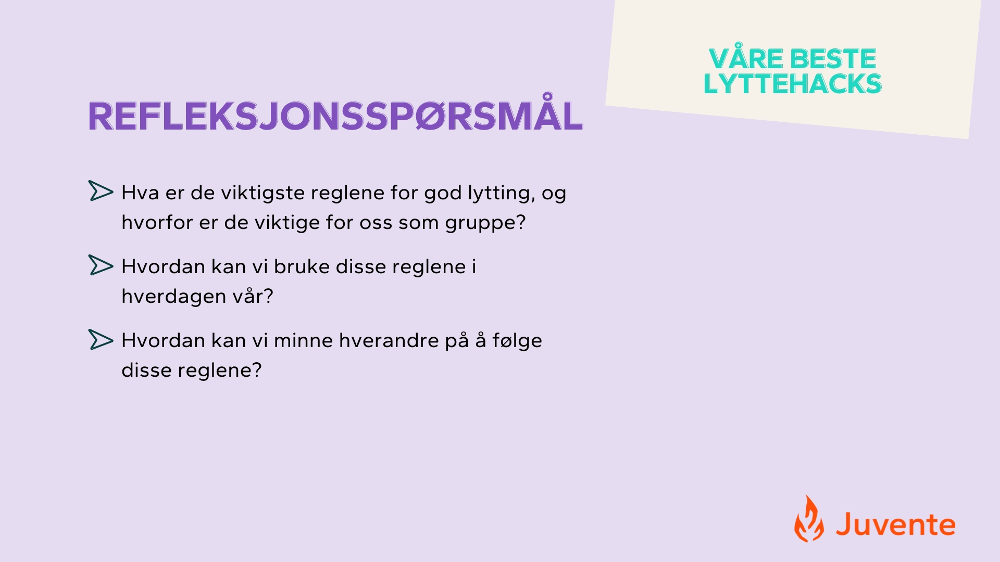 VÅRE BESTE
LYTTEHACKS
REFLEKSJONSSPØRSMÅL
Hva er de viktigste reglene for god lytting, og
hvorfor er de viktige for oss som gruppe?
Hvordan kan vi bruke disse reglene i
hverdagen vår?
Hvordan kan vi minne hverandre på å følge
disse reglene?
Juvente